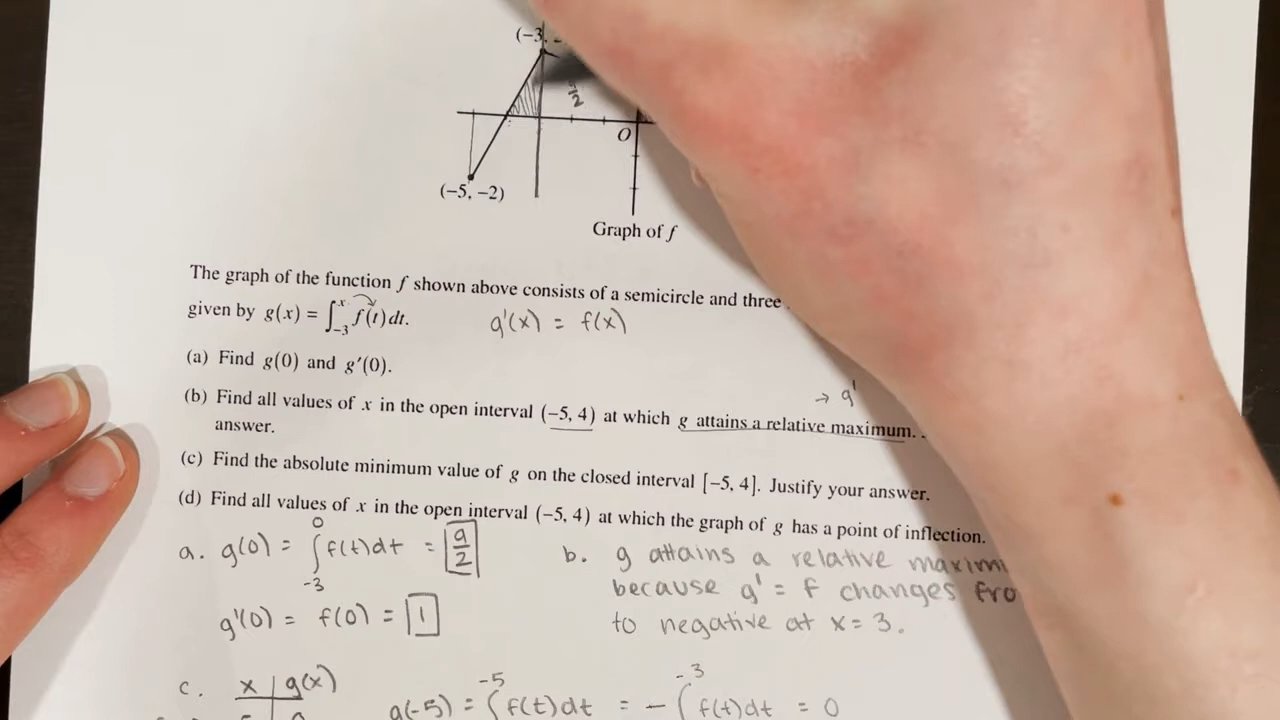 (−3,
9/2
O
(−5, −2)
Graph of f
The graph of the function f shown above consists of a semicircle and three
given by g(x) = ∫₋₃ˣ f(t) dt.
g'(x) = f(x)
(a) Find g(0) and g′(0).
→ g'
(b) Find all values of x in the open interval (−5, 4) at which g attains a relative maximum.
answer.
(c) Find the absolute minimum value of g on the closed interval [−5, 4]. Justify your answer.
(d) Find all values of x in the open interval (−5, 4) at which the graph of g has a point of inflection.
a. g(0) = ∫₋₃⁰ f(t)dt = 9/2
g'(0) = f(0) = 1
b. g attains a relative
because g' = f changes
to negative at x = 3.
c. x | g(x)
g(-5) = ∫⁻⁵ f(t)dt = −∫⁻³ f(t)dt = 0